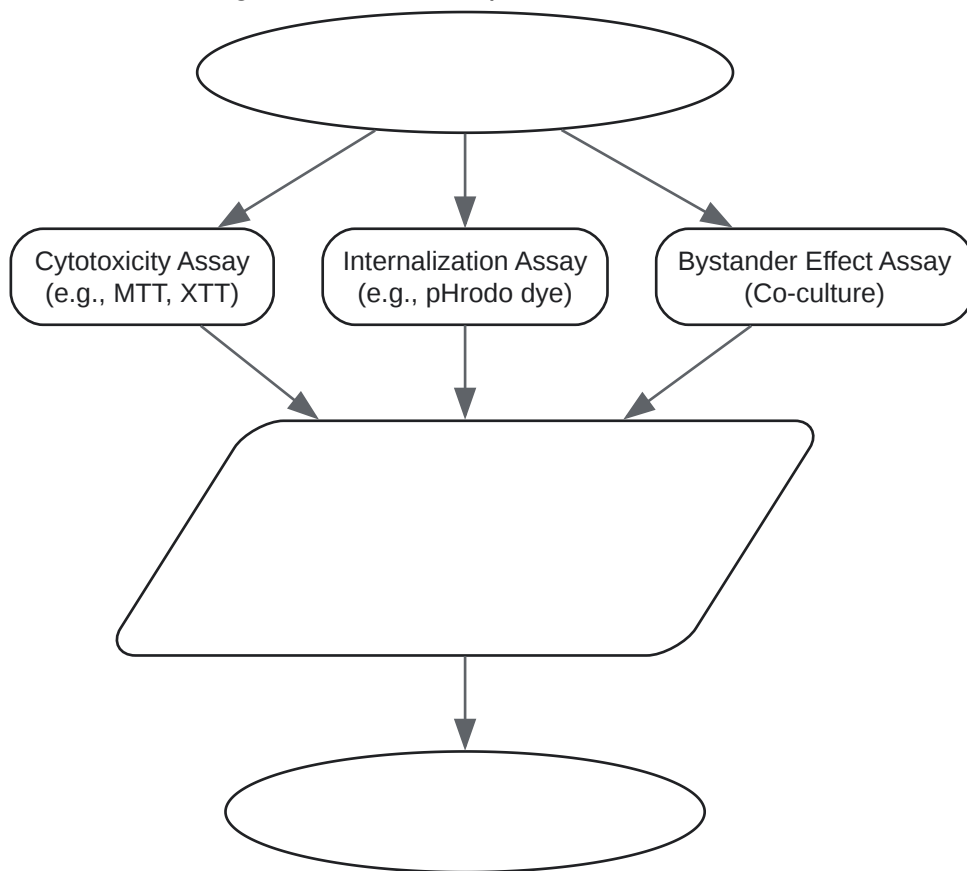 Cytotoxicity Assay
(e.g., MTT, XTT)
Internalization Assay
(e.g., pHrodo dye)
Bystander Effect Assay
(Co-culture)